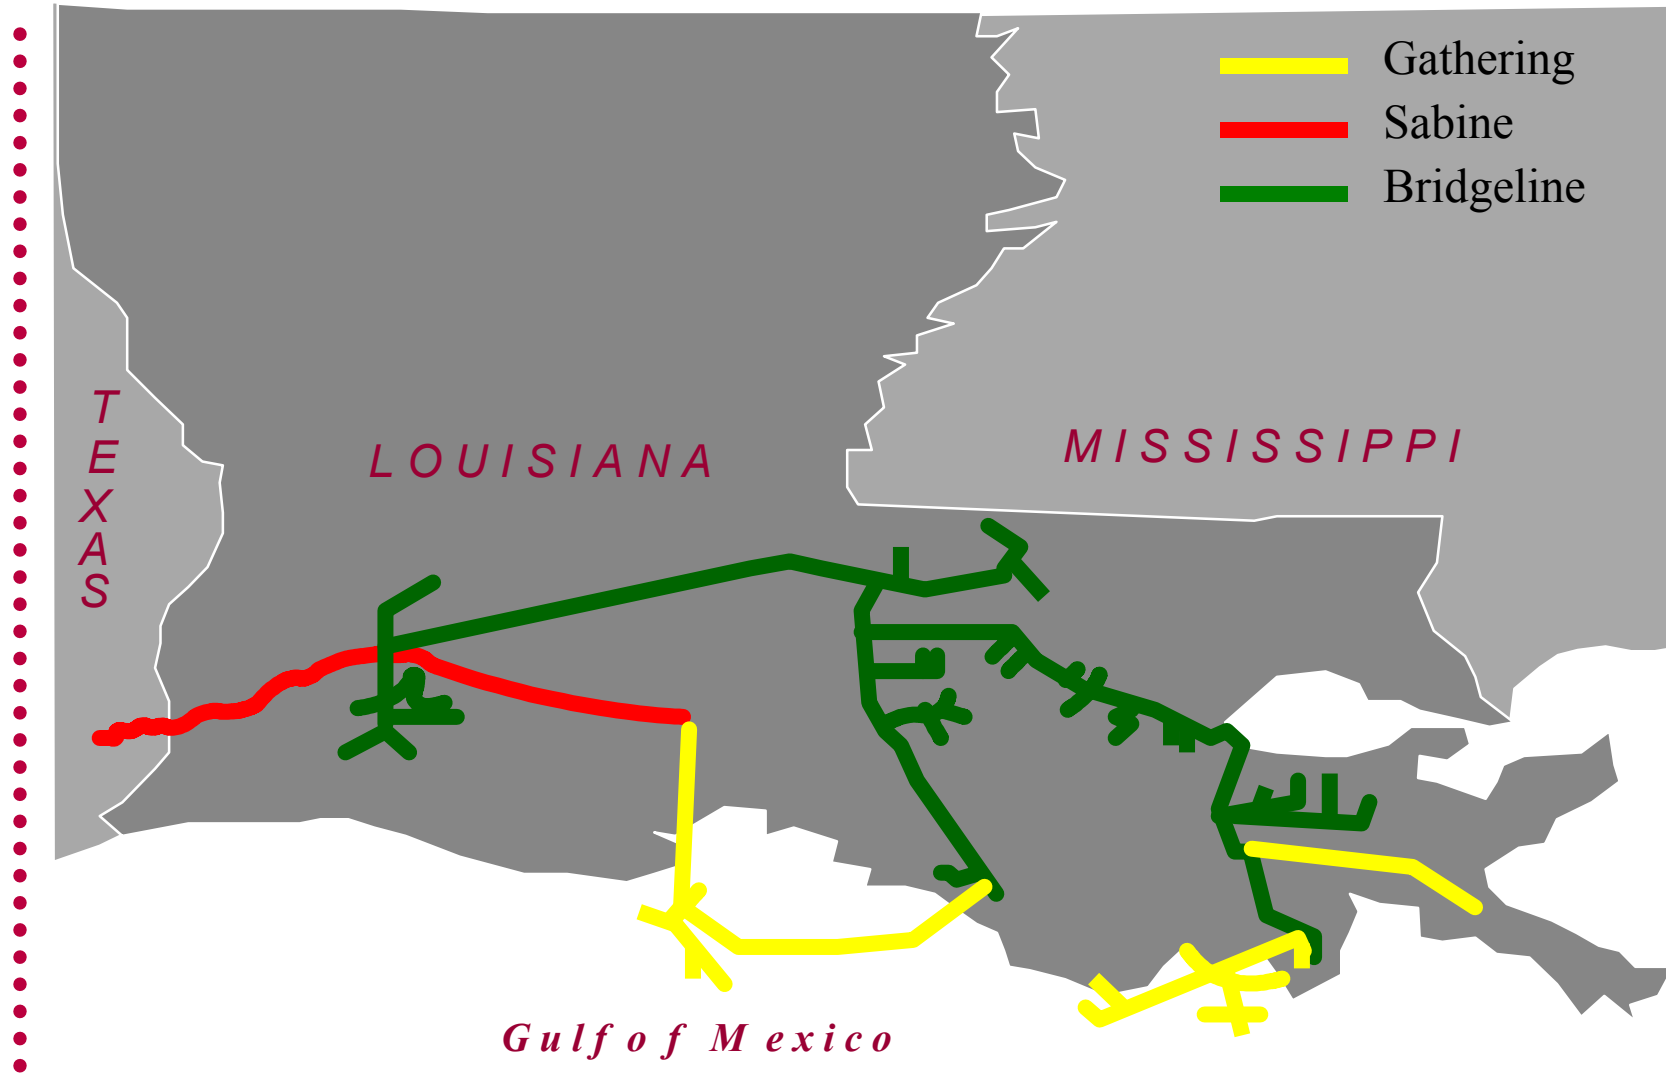 Gathering
Sabine
Bridgeline
TEXAS
LOUISIANA
MISSISSIPPI
Gulf of Mexico